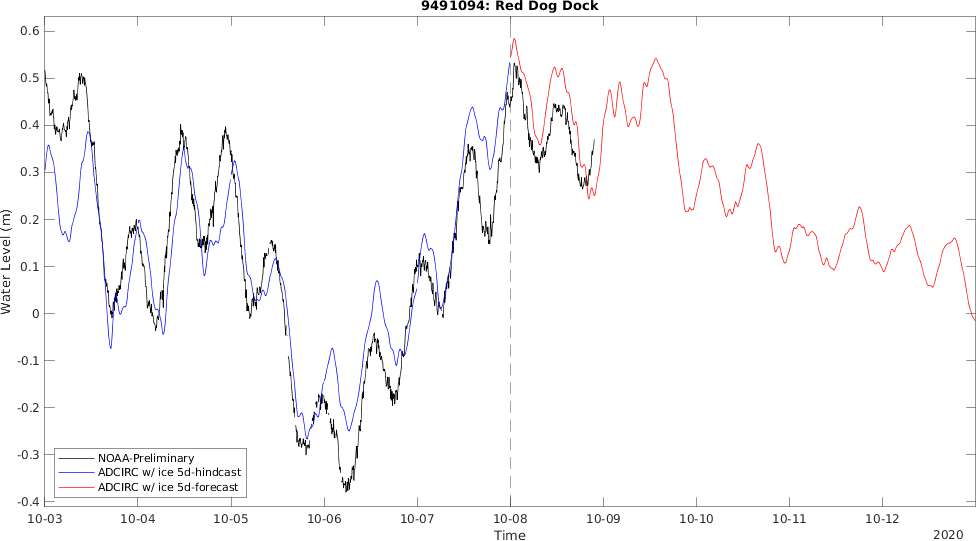 9491094: Red Dog Dock
Water Level (m)
0.6
0.5
0.4
0.3
0.2
0.1
0
-0.1
-0.2
-0.3
-0.4
NOAA-Preliminary
ADCIRC w/ ice 5d-hindcast
ADCIRC w/ ice 5d-forecast
10-03 10-04 10-05 10-06 10-07 10-08 10-09 10-10 10-11 10-12
Time
2020